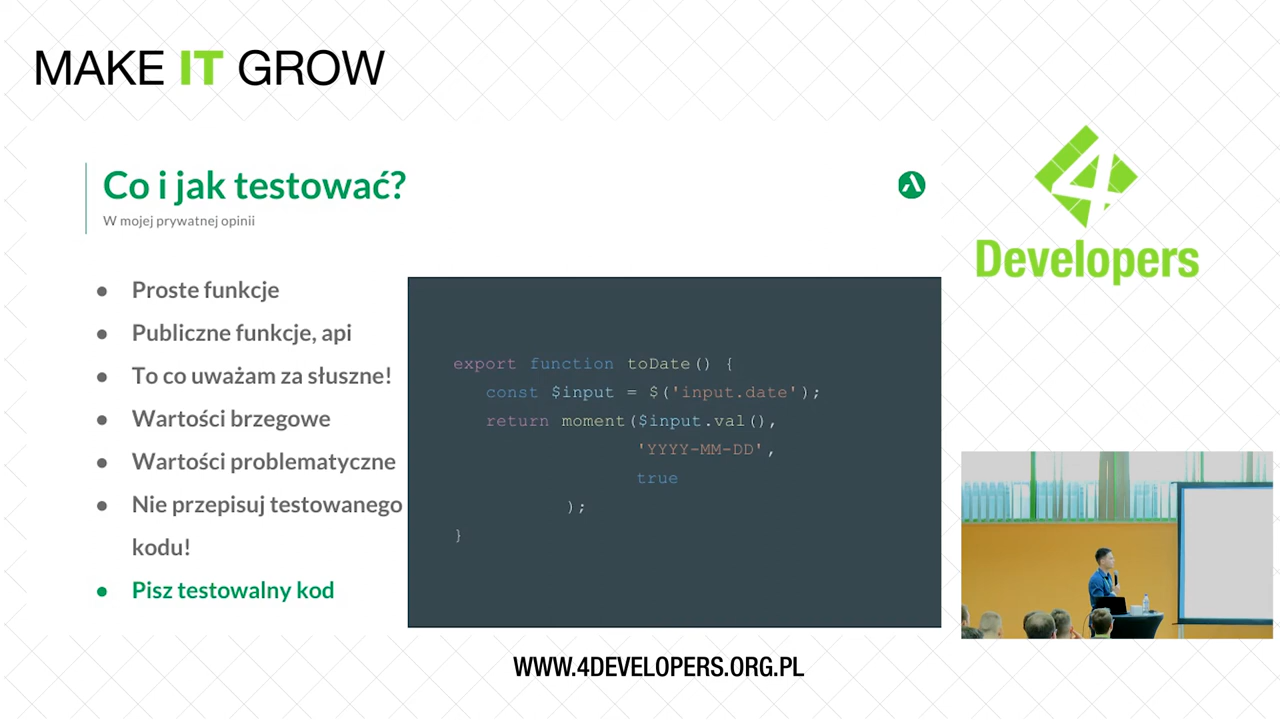 MAKE IT GROW
Co i jak testować?
W mojej prywatnej opinii
● Proste funkcje
● Publiczne funkcje, api
● To co uważam za słuszne!
● Wartości brzegowe
● Wartości problematyczne
● Nie przepisuj testowanego
kodu!
● Pisz testowalny kod
export function toDate() {
const $input = $('input.date');
return moment($input.val(),
'YYYY-MM-DD',
true
);
}
4
Developers
WWW.4DEVELOPERS.ORG.PL